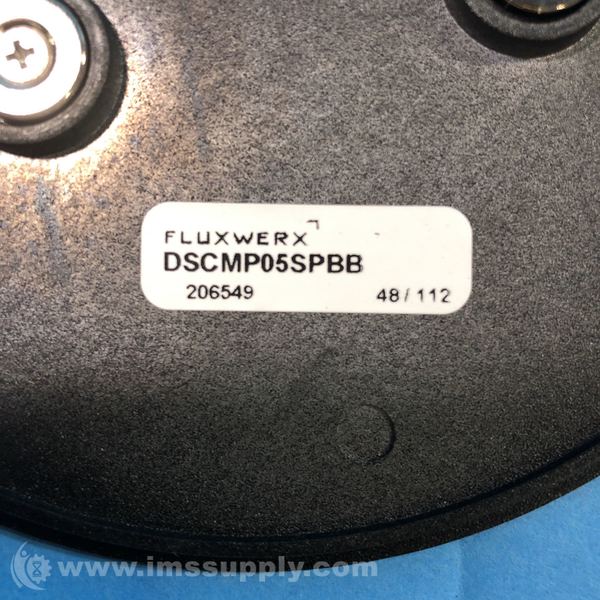 FLUXWERX
DSCMP05SPBB
206549 48/112
www.imssupply.com